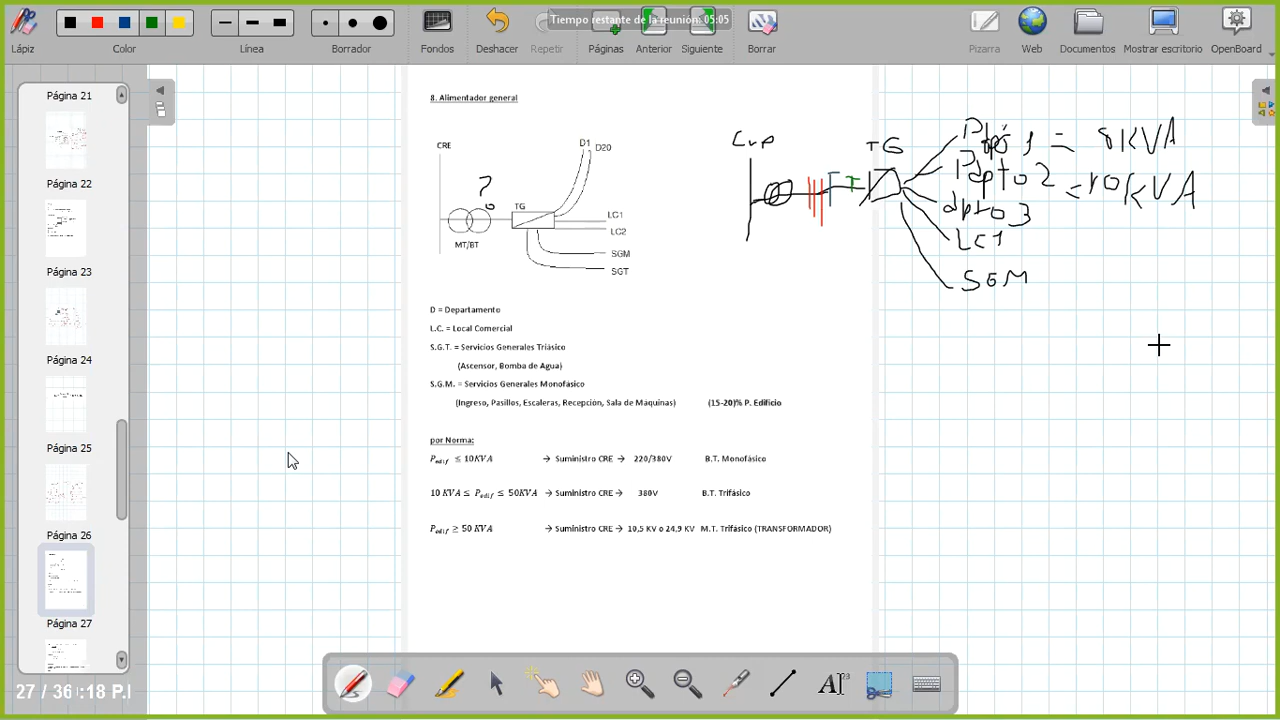 Lápiz
Color
Línea
Borrador
Fondos
Deshacer
Repetir
Tiempo restante de la reunión: 05:05
Páginas
Anterior
Siguiente
Borrar
Pizarra
Web
Documentos
Mostrar escritorio
OpenBoard
Página 21
Página 22
Página 23
Página 24
Página 25
Página 26
Página 27
8. Alimentador general
CRE
?
MT/BT
TG
D1
D20
LC1
LC2
SGM
SGT
D = Departamento
L.C. = Local Comercial
S.G.T. = Servicios Generales Triásico
(Ascensor, Bomba de Agua)
S.G.M. = Servicios Generales Monofásico
(Ingreso, Pasillos, Escaleras, Recepción, Sala de Máquinas) (15-20)% P. Edificio
por Norma:
P_edif ≤ 10KVA → Suministro CRE → 220/380V B.T. Monofásico
10 KVA ≤ P_edif ≤ 50KVA → Suministro CRE → 380V B.T. Trifásico
P_edif ≥ 50 KVA → Suministro CRE → 10,5 KV o 24,9 KV M.T. Trifásico (TRANSFORMADOR)
TG
= 8KVA
Dpto 2 = 10KVA
dpto 3
LC1
SGM